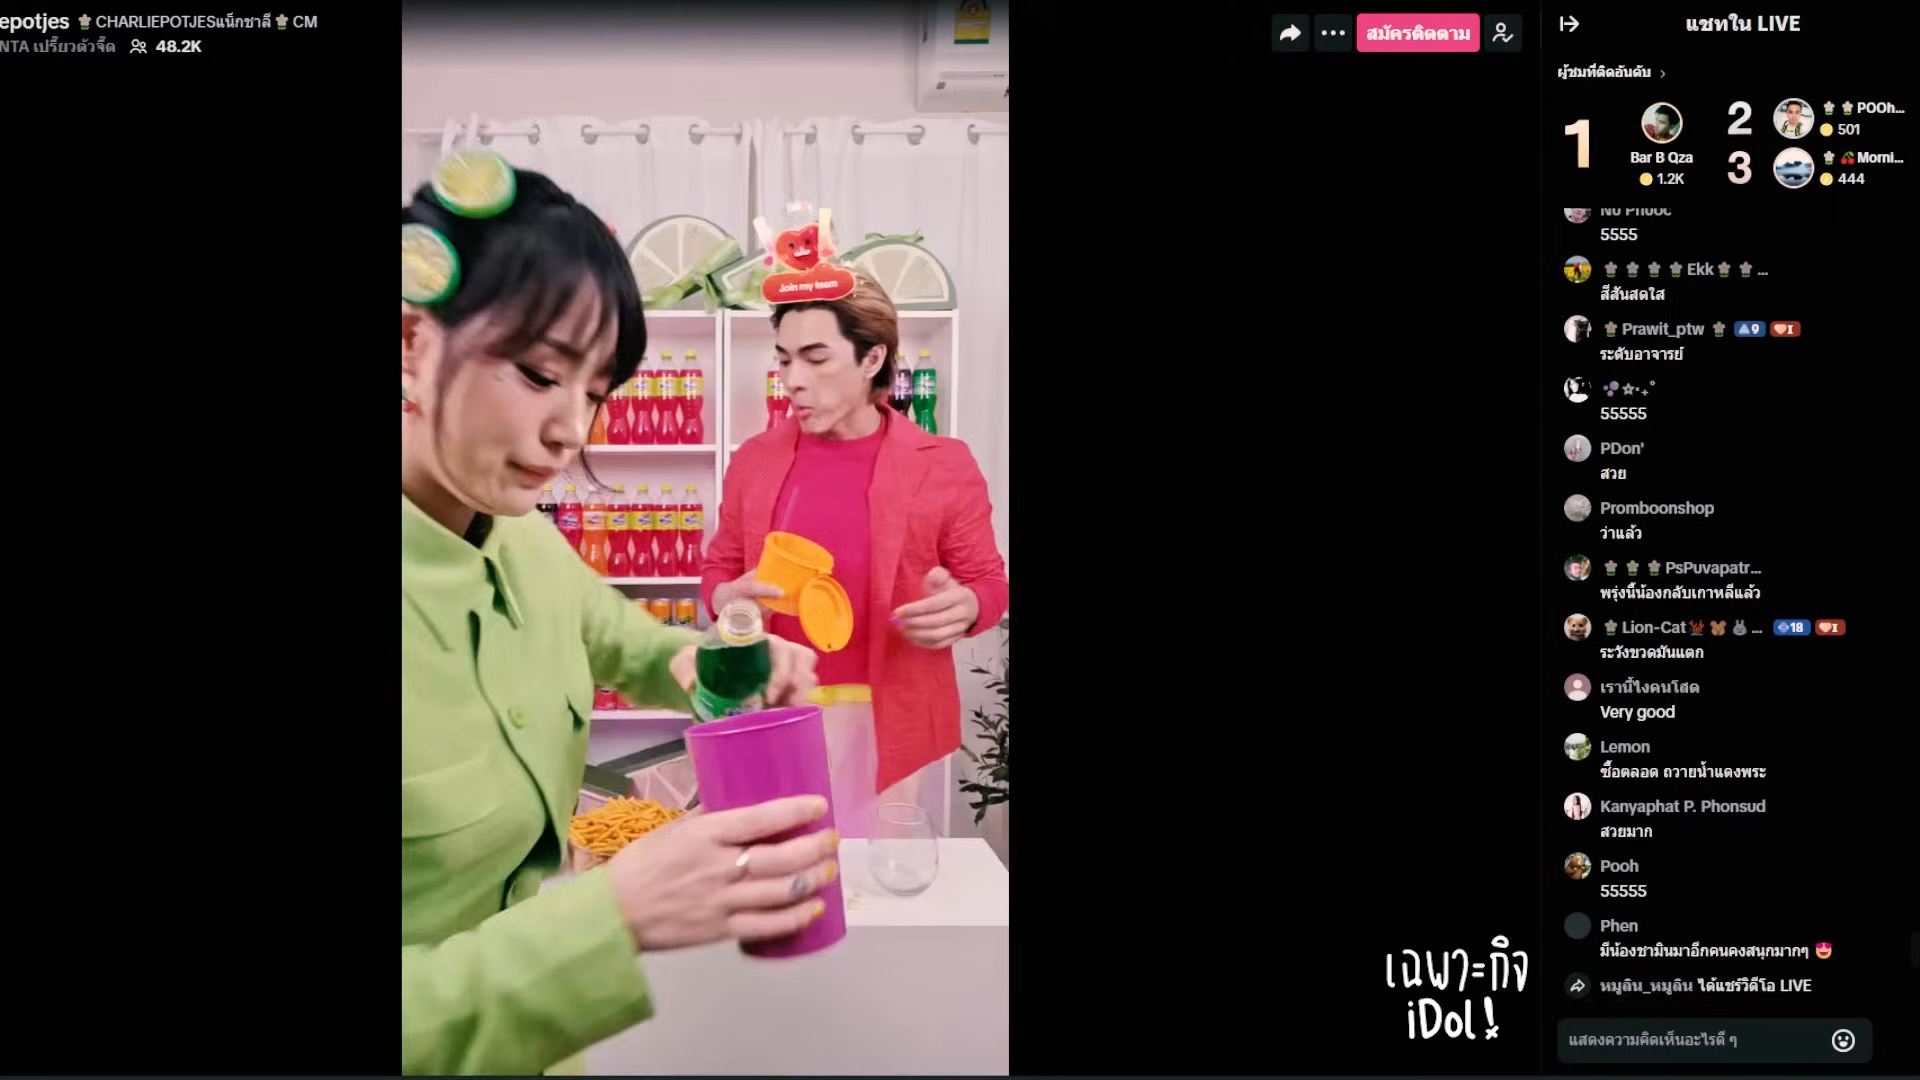 epotjes CHARLIEPOTJESแน็กชาลี CM
NTA เปรี้ยวตัวจี๊ด 48.2K
Join my team
เฉพาะกิจ
iDol!
สมัครติดตาม
แชทใน LIVE
ผู้ชมที่ติดอันดับ
1
Bar B Qza
1.2K
2
POOh...
501
3
Morni...
444
Nu Phuoc
5555
Ekk ...
สีสันสดใส
Prawit_ptw 9 I
ระดับอาจารย์
55555
PDon'
สวย
Promboonshop
ว่าแล้ว
PsPuvapatr...
พรุ่งนี้น้องกลับเกาหลีแล้ว
Lion-Cat ... 18 I
ระวังขวดมันแตก
เรานี้ไงคนโสด
Very good
Lemon
ซื้อตลอด ถวายน้ำแดงพระ
Kanyaphat P. Phonsud
สวยมาก
Pooh
55555
Phen
มีน้องชามินมาอีกคนคงสนุกมากๆ 😍
หมูฉิน_หมูฉิน ได้แชร์วิดีโอ LIVE
แสดงความคิดเห็นอะไรดี ๆ